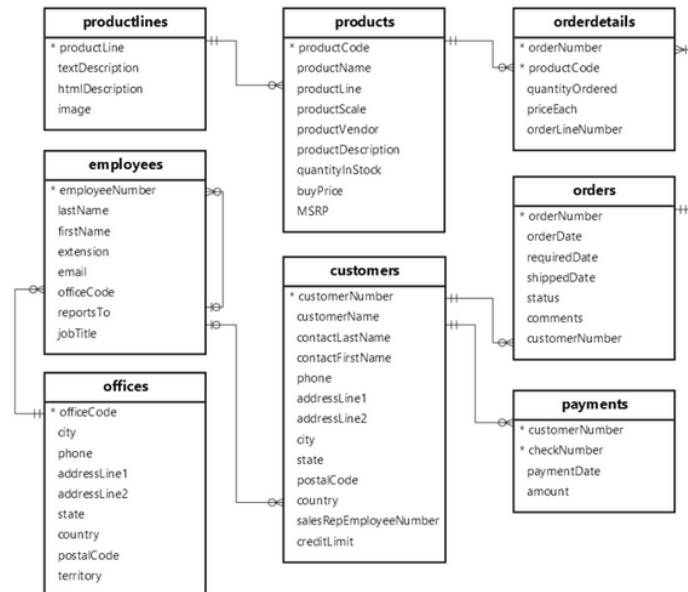 productlines
* productLine
textDescription
htmlDescription
image
employees
* employeeNumber
lastName
firstName
extension
email
officeCode
reportsTo
jobTitle
offices
* officeCode
city
phone
addressLine1
addressLine2
state
country
postalCode
territory
products
* productCode
productName
productLine
productScale
productVendor
productDescription
quantityInStock
buyPrice
MSRP
customers
* customerNumber
customerName
contactLastName
contactFirstName
phone
addressLine1
addressLine2
city
state
postalCode
country
salesRepEmployeeNumber
creditLimit
orderdetails
* orderNumber
* productCode
quantityOrdered
priceEach
orderLineNumber
orders
* orderNumber
orderDate
requiredDate
shippedDate
status
comments
customerNumber
payments
* customerNumber
* checkNumber
paymentDate
amount